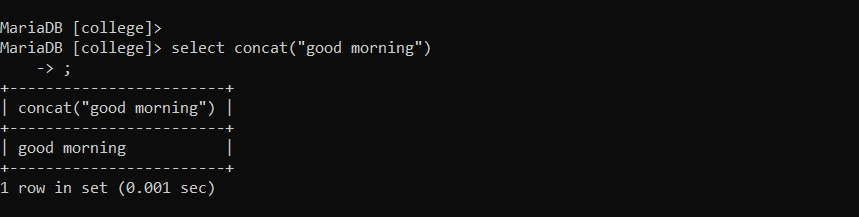 MariaDB [college]>
MariaDB [college]> select concat("good morning")
    -> ;
+------------------------+
| concat("good morning") |
+------------------------+
| good morning           |
+------------------------+
1 row in set (0.001 sec)